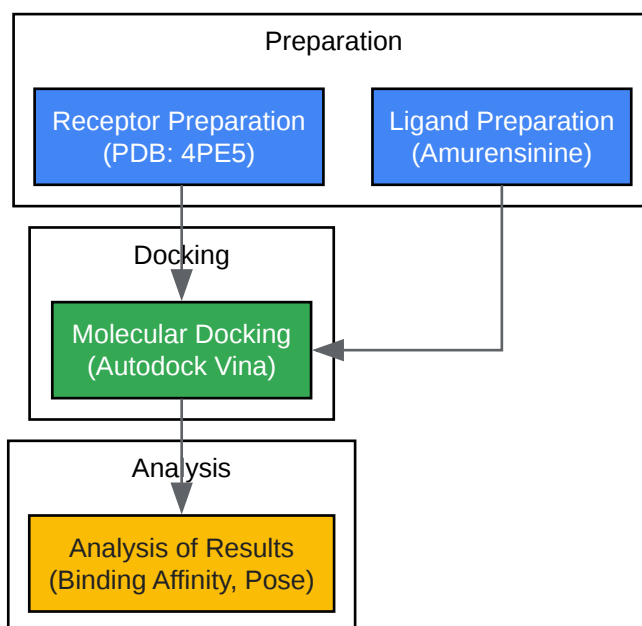 Preparation
Receptor Preparation
(PDB: 4PE5)
Ligand Preparation
(Amurensinine)
Docking
Molecular Docking
(Autodock Vina)
Analysis
Analysis of Results
(Binding Affinity, Pose)